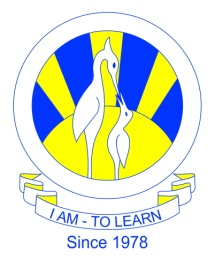 I AM - TO LEARN
Since 1978